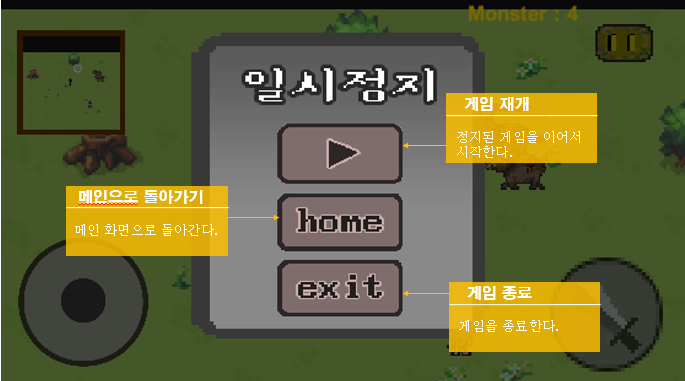 Monster : 4
일시정지
게임 재개
정지된 게임을 이어서
시작한다.
메인으로 돌아가기
메인 화면으로 돌아간다.
home
exit
게임 종료
게임을 종료한다.